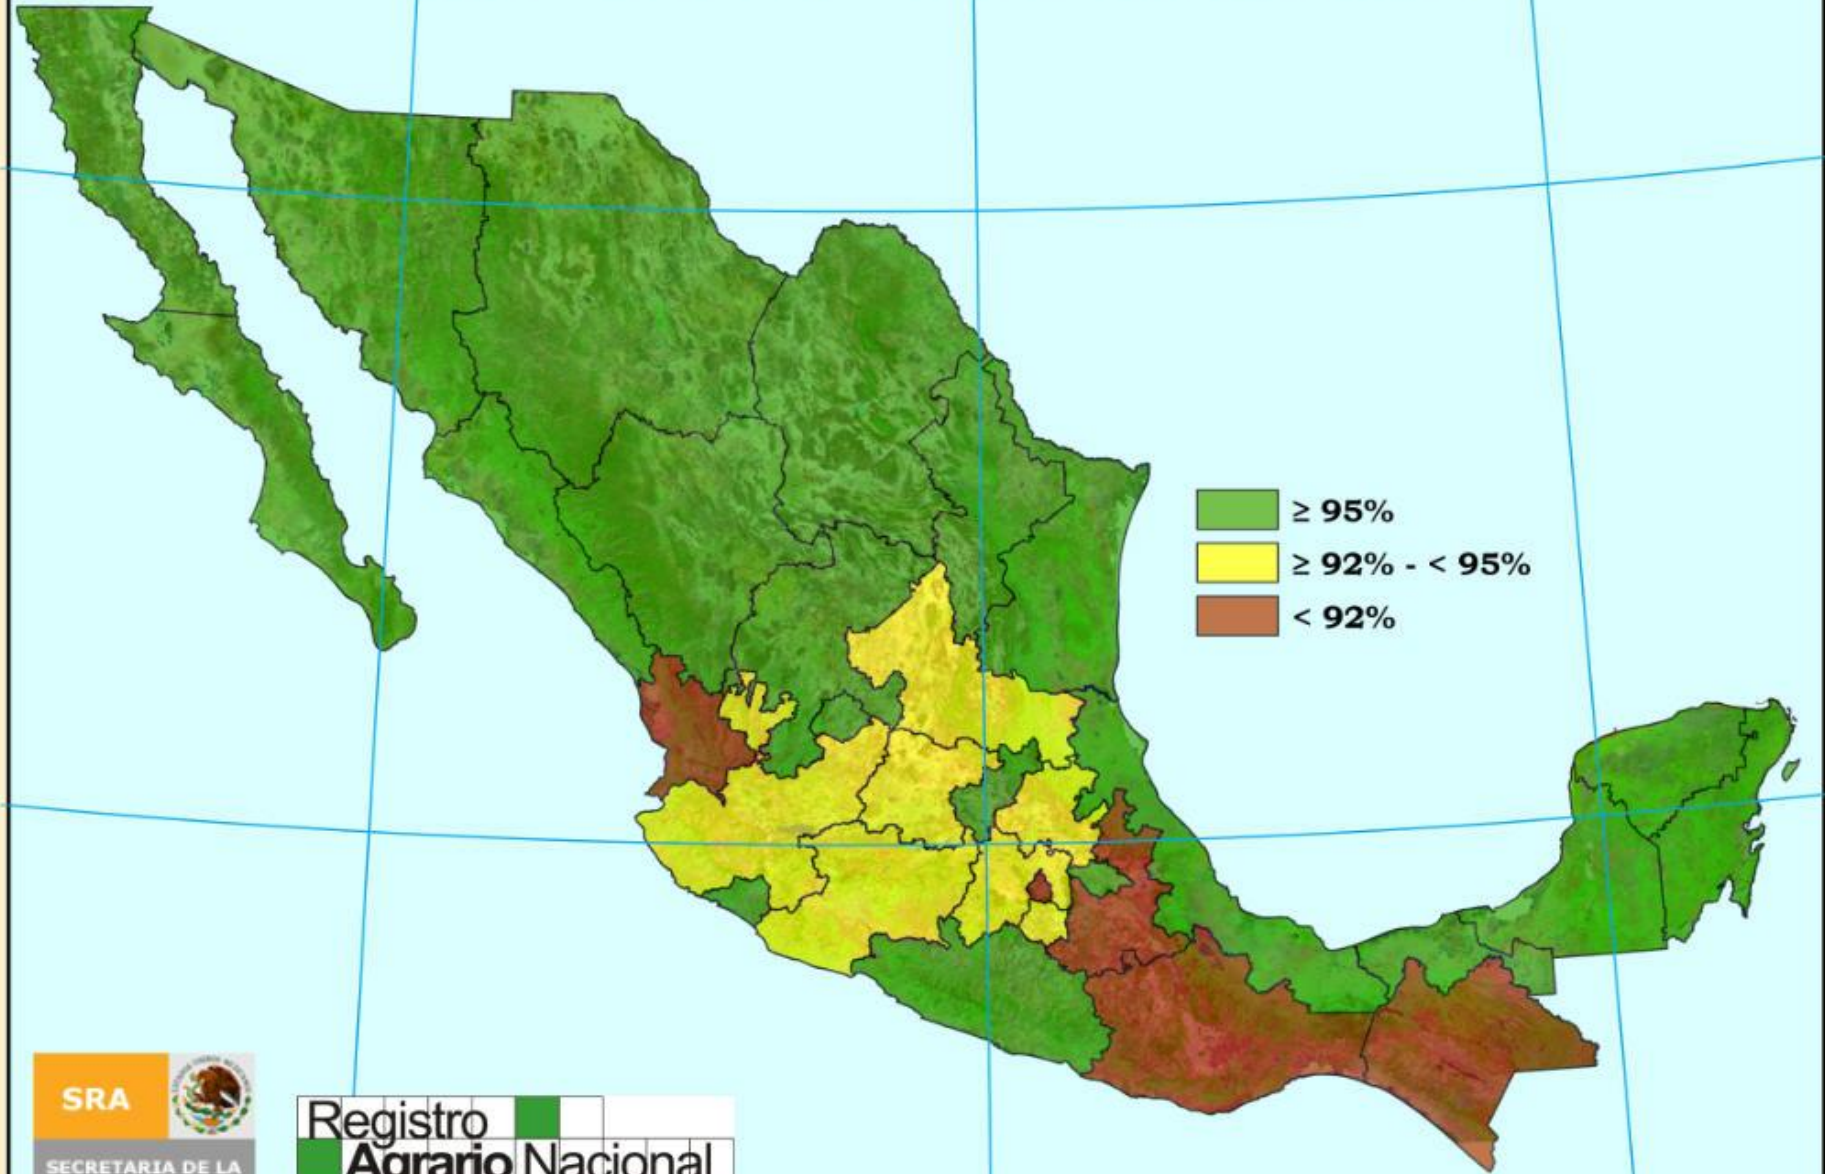 ≥ 95%
≥ 92% - < 95%
< 92%
SRA
SECRETARIA DE LA
Registro
Agrario Nacional